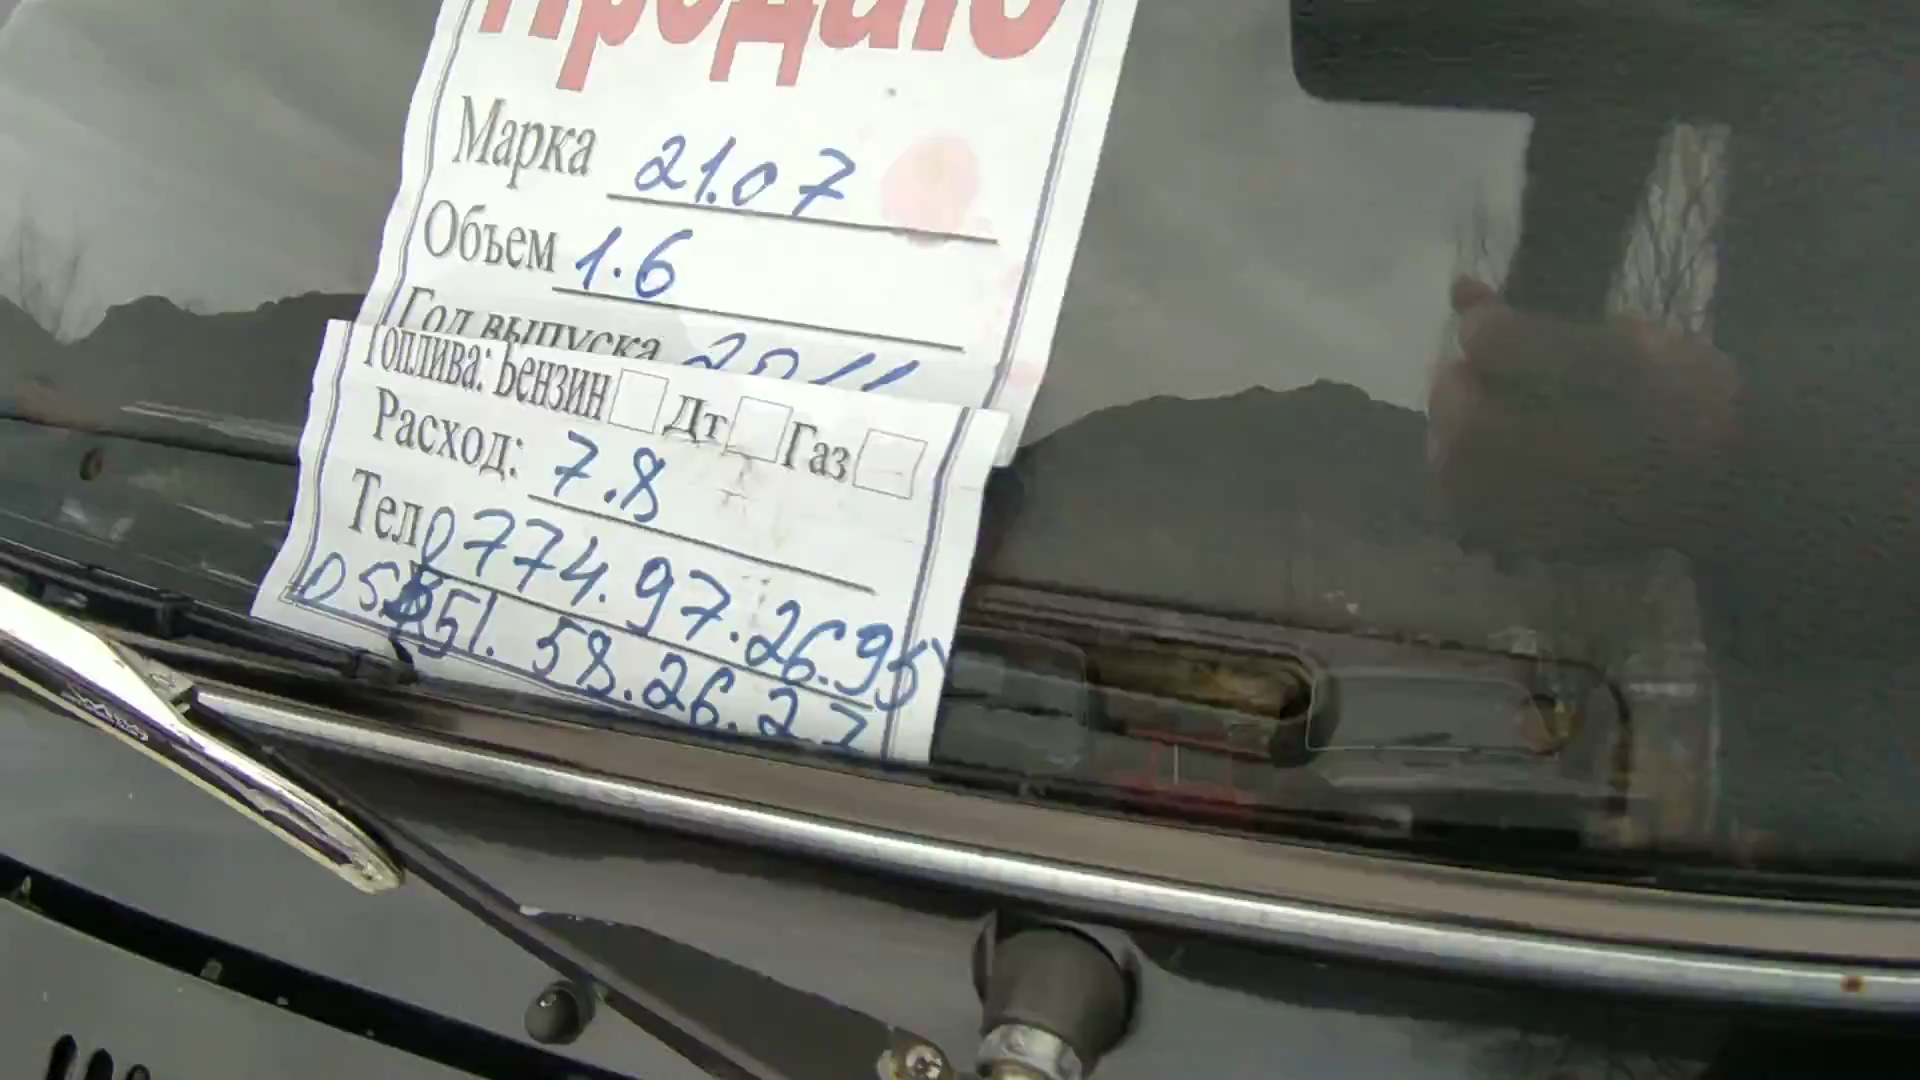 Продаю
Марка 21.07
Объем 1.6
Год выпуска 2011
Топлива: Бензин Дт Газ
Расход: 7.8
Тел 0774.97.26.95
0551.58.26.27